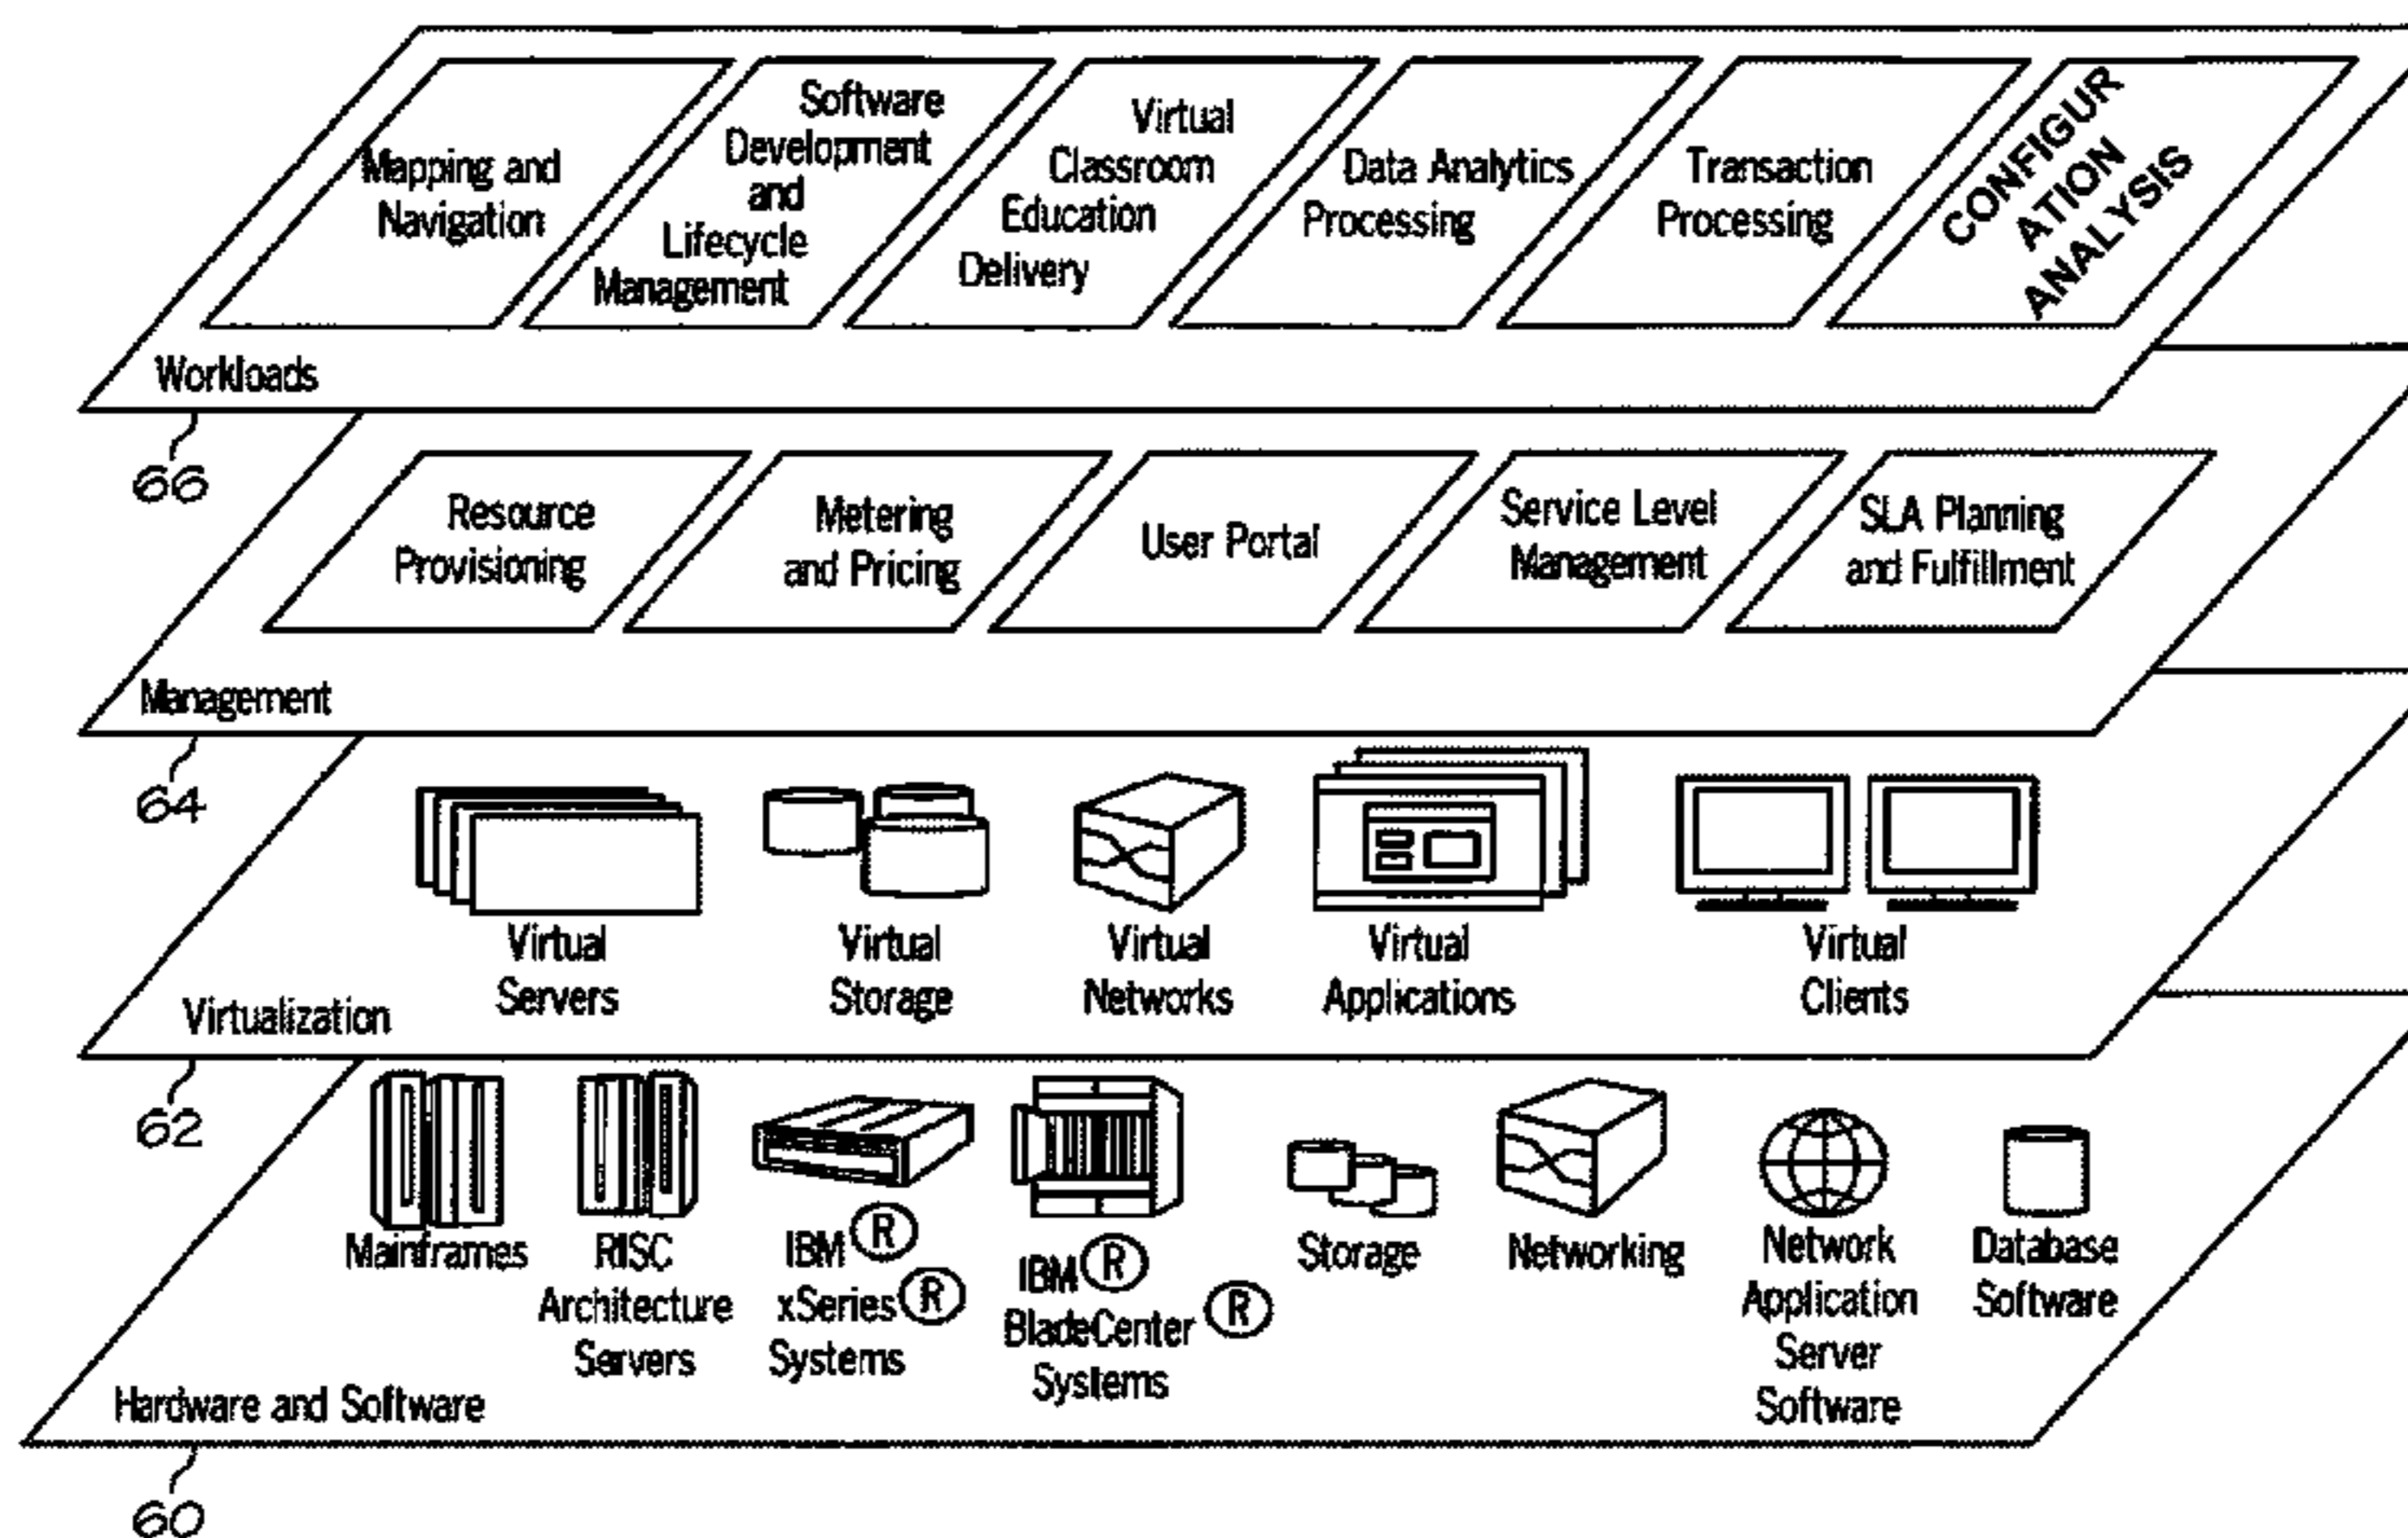 Mapping and
Navigation
Software
Development
and
Lifecycle
Management
Virtual
Classroom
Education
Delivery
Data Analytics
Processing
Transaction
Processing
CONFIGUR
ATION
ANALYSIS
Workloads
66
Resource
Provisioning
Metering
and Pricing
User Portal
Service Level
Management
SLA Planning
and Fulfillment
Management
64
Virtual
Servers
Virtual
Storage
Virtual
Networks
Virtual
Applications
Virtual
Clients
Virtualization
62
Mainframes
RISC
Architecture
Servers
IBM®
xSeries®
Systems
IBM®
BladeCenter®
Systems
Storage
Networking
Network
Application
Server
Software
Database
Software
Hardware and Software
60